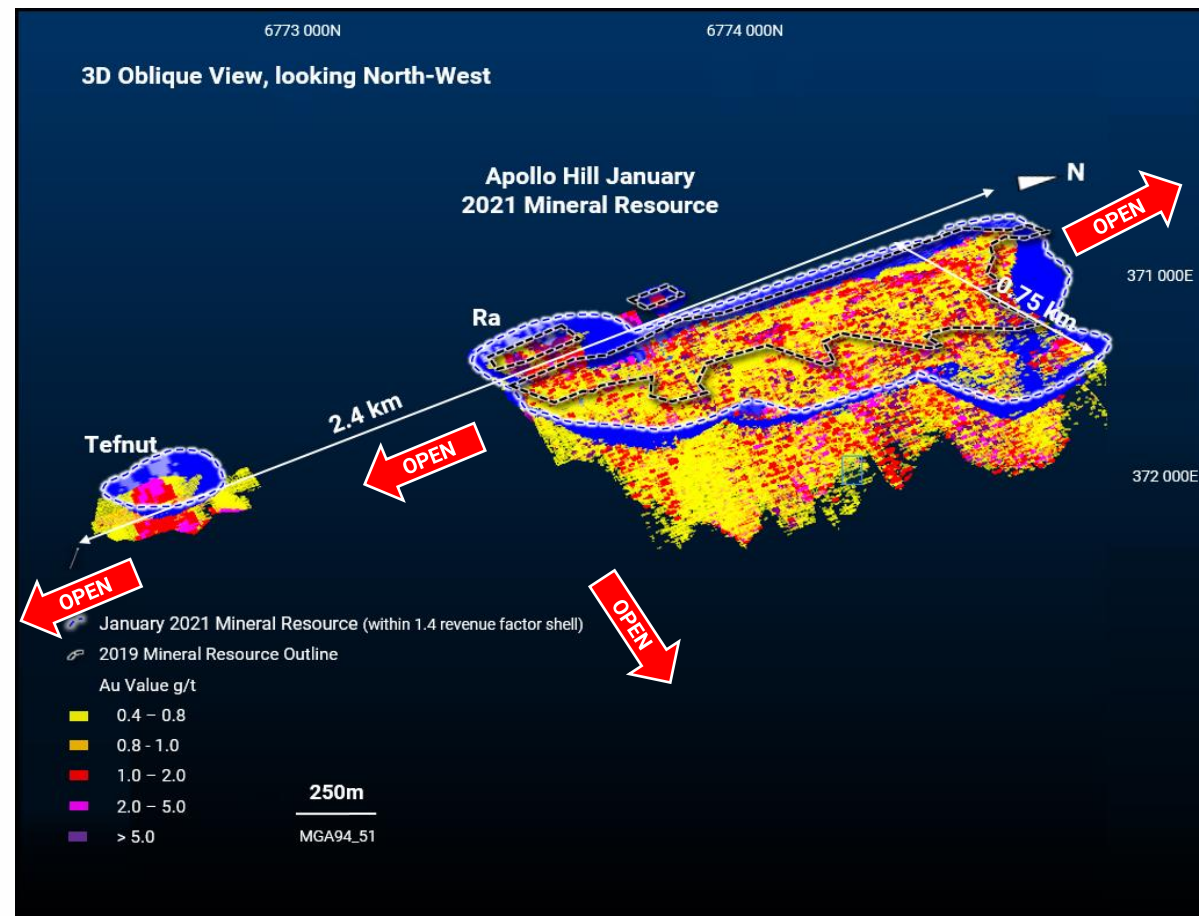 6773 000N
6774 000N
3D Oblique View, looking North-West
Apollo Hill January
2021 Mineral Resource
N
OPEN
371 000E
0.75 km
Ra
2.4 km
OPEN
Tefnut
372 000E
OPEN
OPEN
January 2021 Mineral Resource (within 1.4 revenue factor shell)
2019 Mineral Resource Outline
Au Value g/t
0.4 – 0.8
0.8 - 1.0
1.0 – 2.0
2.0 – 5.0
> 5.0
250m
MGA94_51